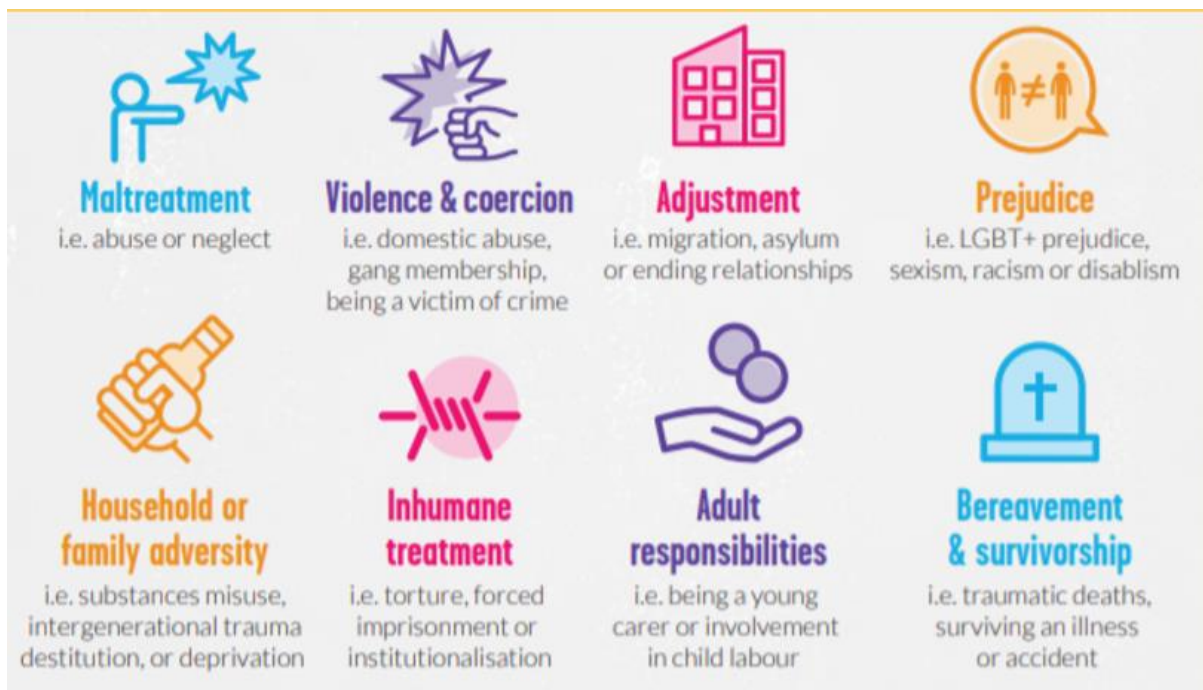 Maltreatment
i.e. abuse or neglect
Violence & coercion
i.e. domestic abuse,
gang membership,
being a victim of crime
Adjustment
i.e. migration, asylum
or ending relationships
Prejudice
i.e. LGBT+ prejudice,
sexism, racism or disablism
Household or
family adversity
i.e. substances misuse,
intergenerational trauma
destitution, or deprivation
Inhumane
treatment
i.e. torture, forced
imprisonment or
institutionalisation
Adult
responsibilities
i.e. being a young
carer or involvement
in child labour
Bereavement
& survivorship
i.e. traumatic deaths,
surviving an illness
or accident